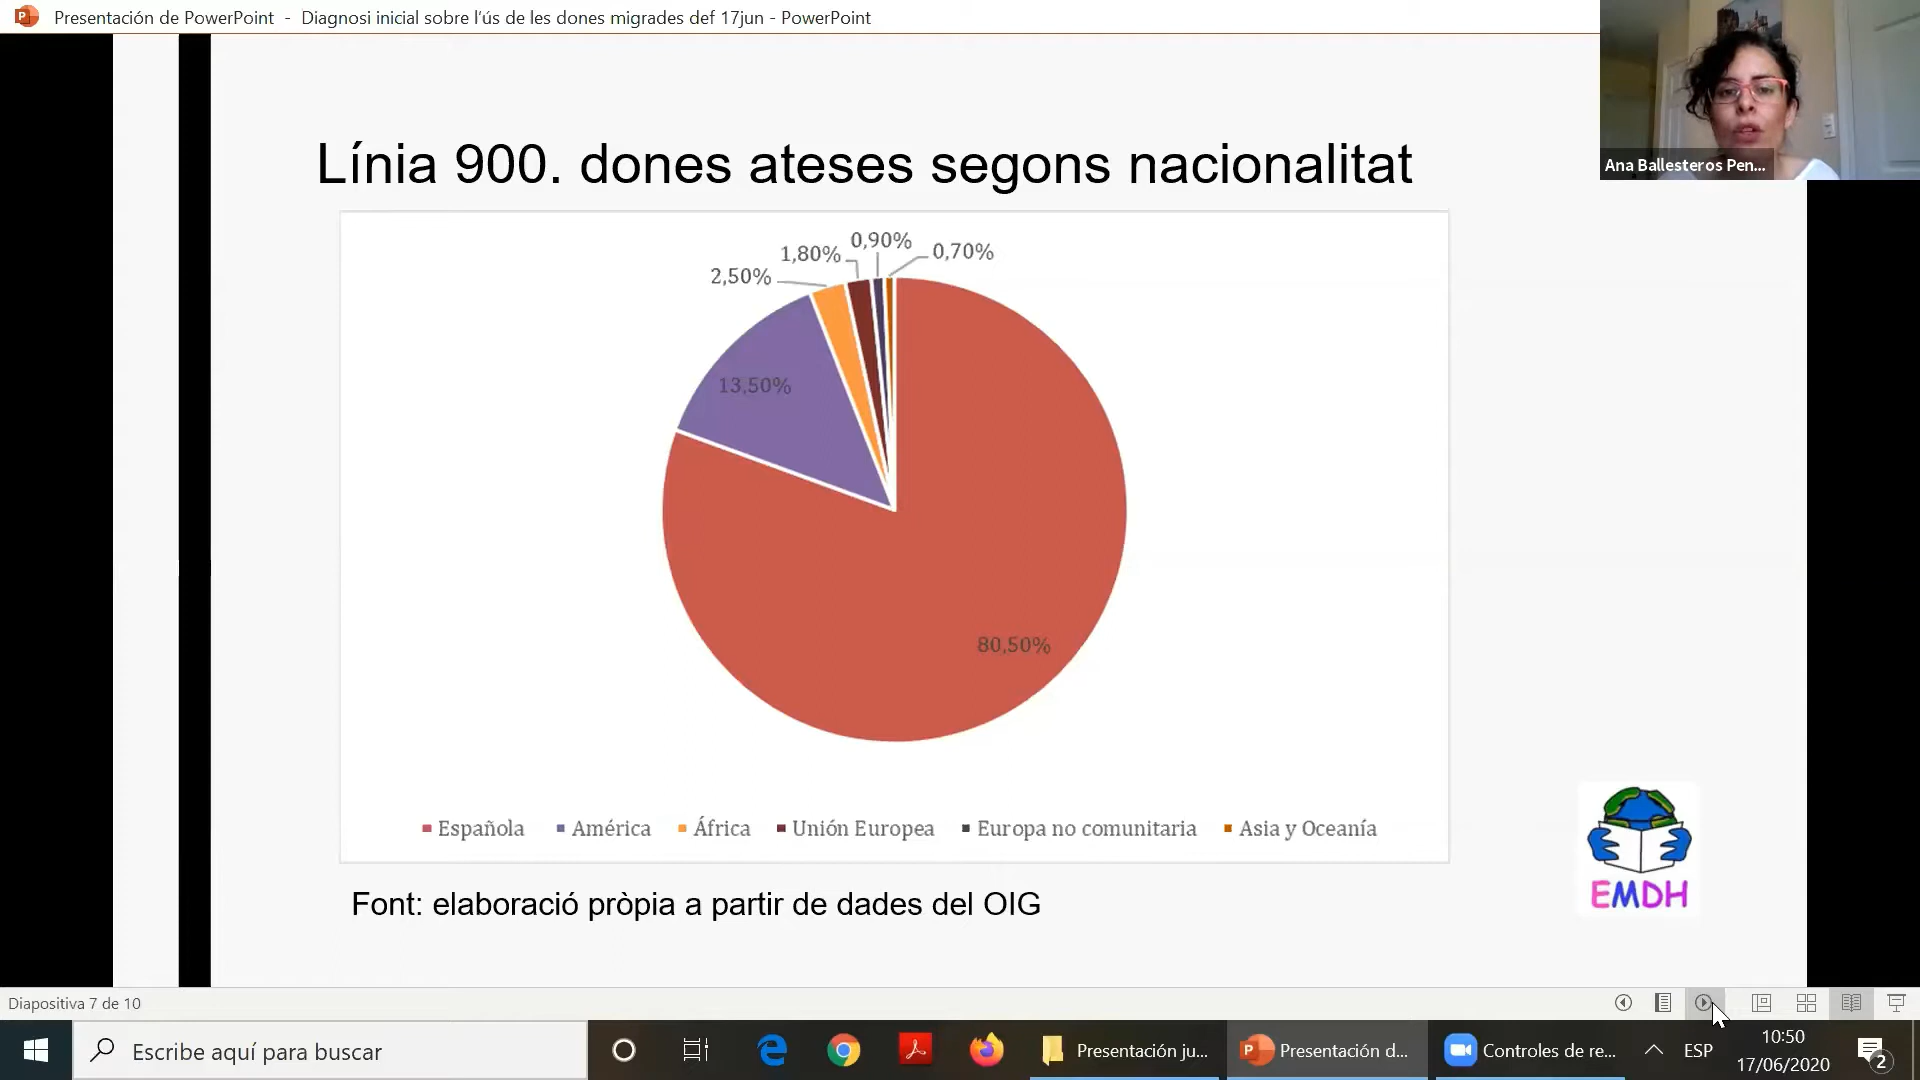 Presentación de PowerPoint - Diagnosi inicial sobre l'ús de les dones migrades def 17jun - PowerPoint
Ana Ballesteros Pen...
Línia 900. dones ateses segons nacionalitat
0,90%
1,80%
0,70%
2,50%
13,50%
80,50%
Española América África Unión Europea Europa no comunitaria Asia y Oceanía
EMDH
Font: elaboració pròpia a partir de dades del OIG
Diapositiva 7 de 10
Escribe aquí para buscar
Presentación ju...
Presentación d...
Controles de re...
ESP
10:50
17/06/2020
2